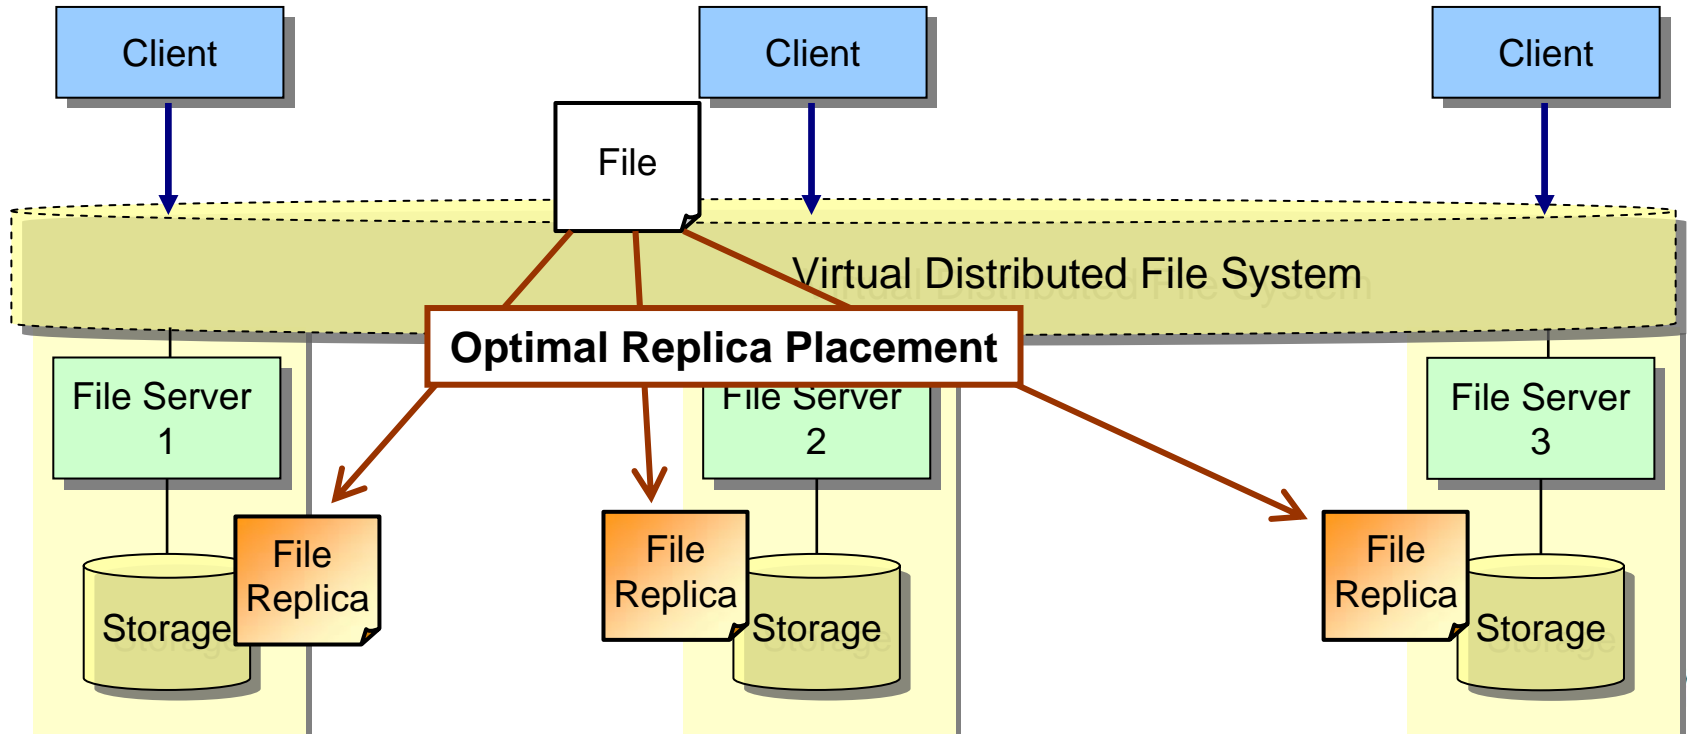 Client
Client
Client
File
Virtual Distributed File System
Optimal Replica Placement
File Server
1
File Server
2
File Server
3
File
Replica
File
Replica
File
Replica
Storage
Storage
Storage